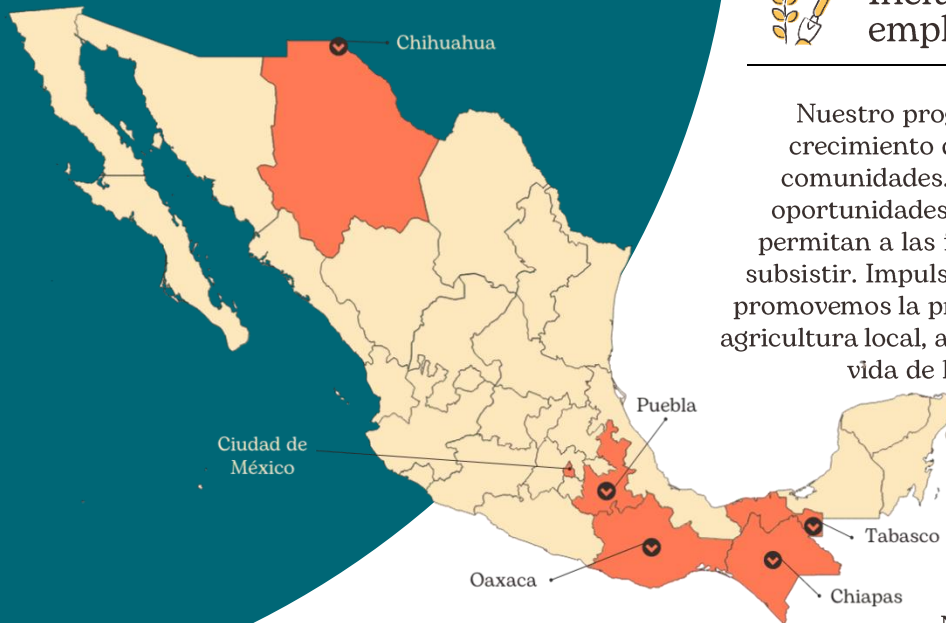 empl
Chihuahua
Nuestro prog
crecimiento
comunidades.
oportunidades
permitan a las
subsistir. Impuls
promovemos la pr
agricultura local, a
vida de l
Puebla
Ciudad de
México
Tabasco
Oaxaca
Chiapas